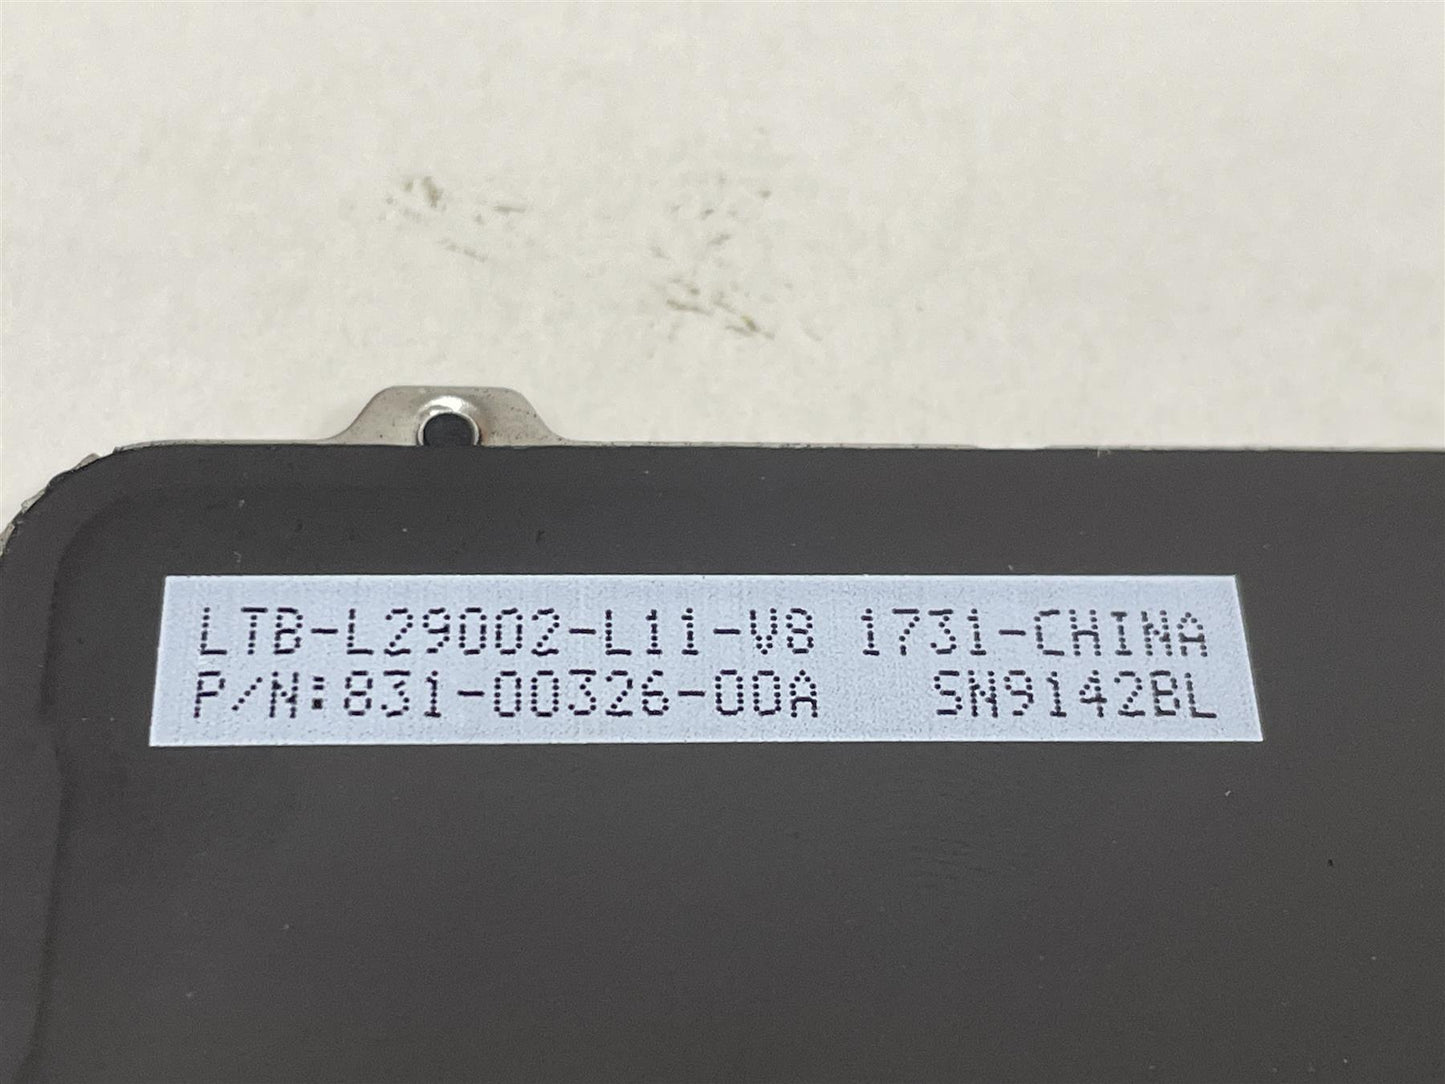 LTB-L29002-L11-V8 1731-CHINA
P/N:831-00326-00A SN9142BL